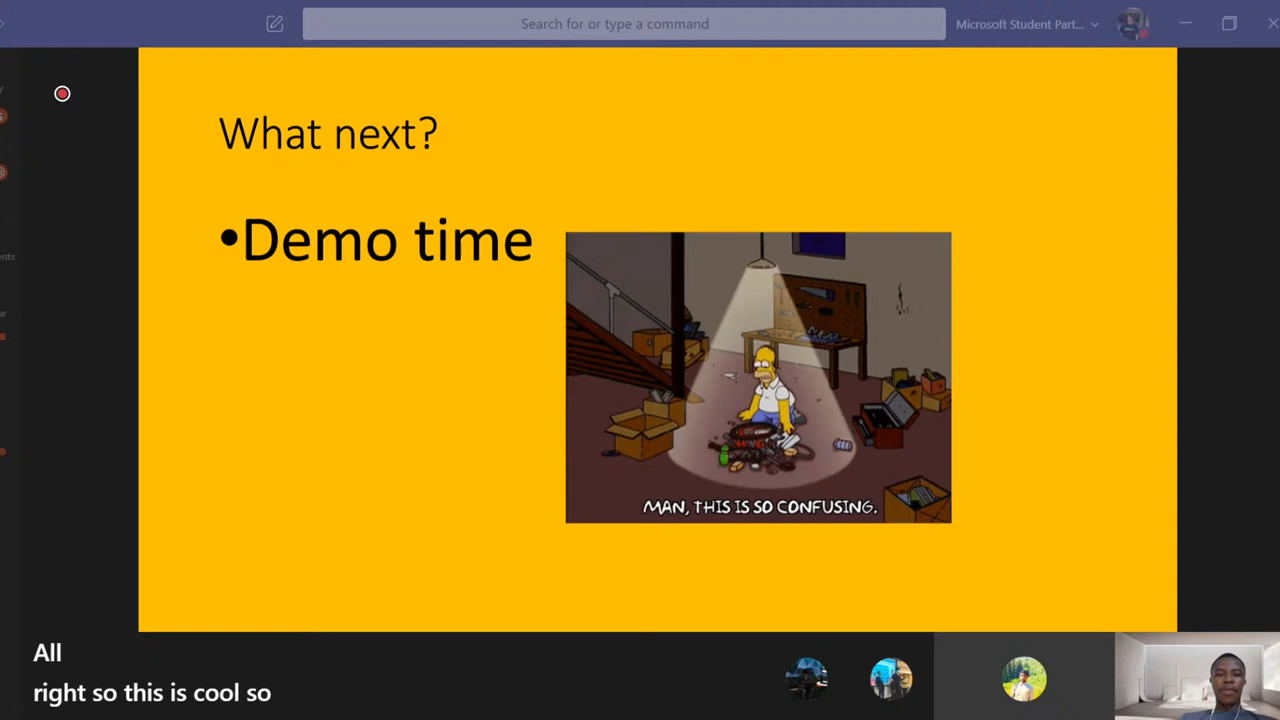 Search for or type a command
Microsoft Student Part...
What next?
•Demo time
MAN, THIS IS SO CONFUSING.
All
right so this is cool so